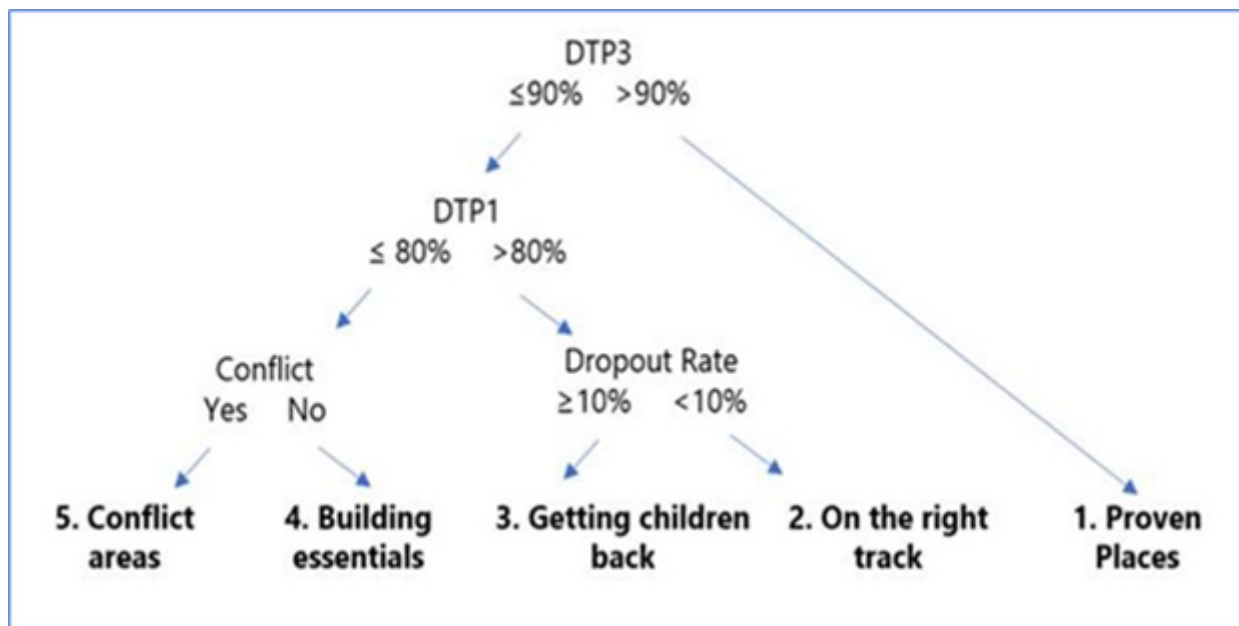 DTP3
≤90% >90%
DTP1
≤ 80% >80%
Conflict
Yes No
Dropout Rate
≥10% <10%
5. Conflict
areas
4. Building
essentials
3. Getting children
back
2. On the right
track
1. Proven
Places